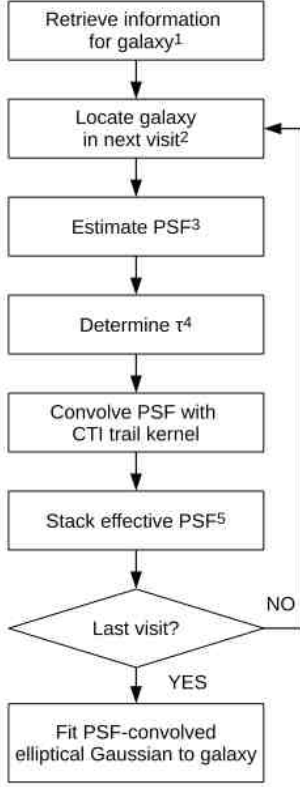 Retrieve information
for galaxy¹
Locate galaxy
in next visit²
Estimate PSF³
Determine τ⁴
Convolve PSF with
CTI trail kernel
Stack effective PSF⁵
Last visit?
NO
YES
Fit PSF-convolved
elliptical Gaussian to galaxy